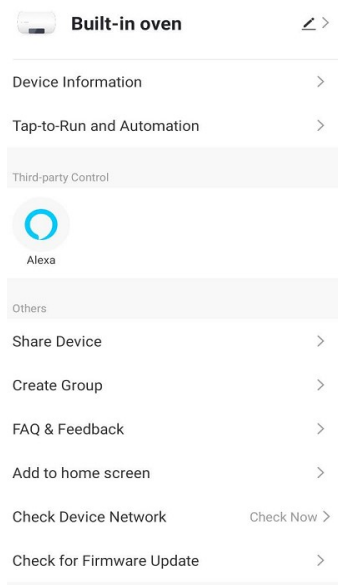 Built-in oven
Device Information
Tap-to-Run and Automation
Third-party Control
Alexa
Others
Share Device
Create Group
FAQ & Feedback
Add to home screen
Check Device Network Check Now
Check for Firmware Update